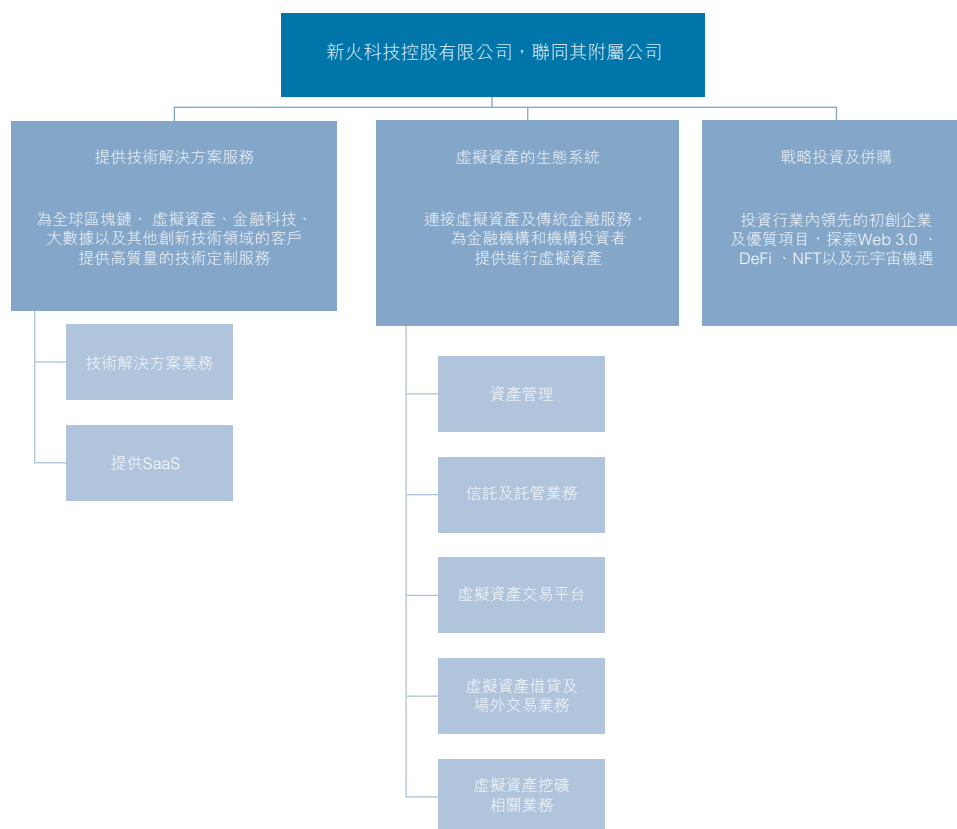 新火科技控股有限公司，聯同其附屬公司
提供技術解決方案服務
為全球區塊鏈、 虛擬資產、金融科技、
大數據以及其他創新技術領域的客戶
提供高質量的技術定制服務
技術解決方案業務
提供SaaS
虛擬資產的生態系統
連接虛擬資產及傳統金融服務，
為金融機構和機構投資者
提供進行虛擬資產
資產管理
信託及託管業務
虛擬資產交易平台
虛擬資產借貸及
場外交易業務
虛擬資產挖礦
相關業務
戰略投資及併購
投資行業內領先的初創企業
及優質項目，探索Web 3.0 、
DeFi 、NFT以及元宇宙機遇